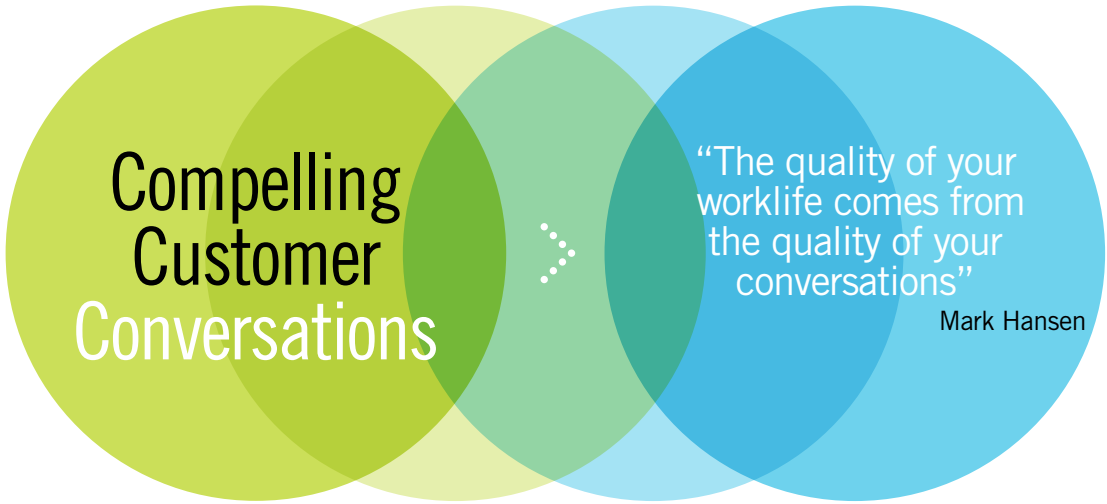 Compelling
Customer
Conversations
“The quality of your
worklife comes from
the quality of your
conversations”
Mark Hansen